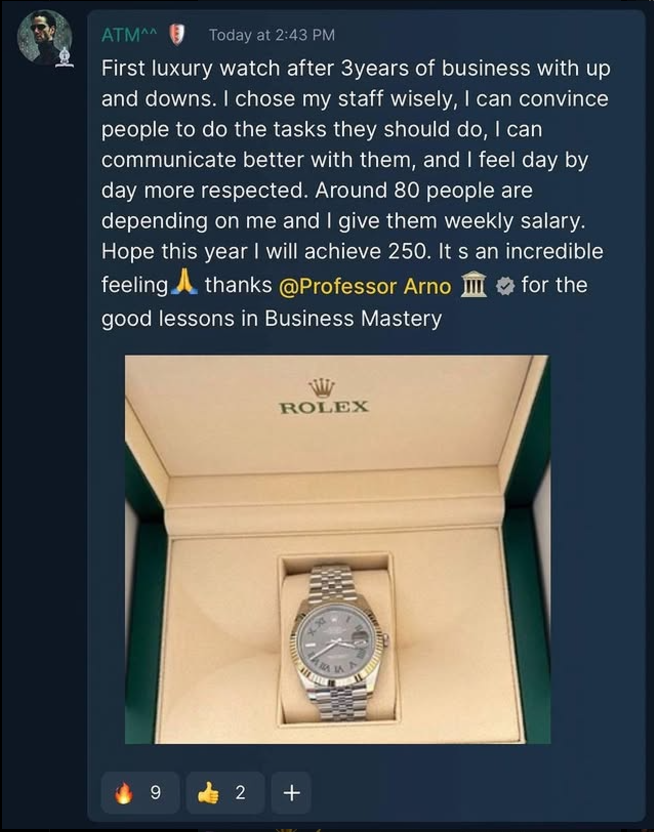 ATM^^ Today at 2:43 PM
First luxury watch after 3years of business with up
and downs. I chose my staff wisely, I can convince
people to do the tasks they should do, I can
communicate better with them, and I feel day by
day more respected. Around 80 people are
depending on me and I give them weekly salary.
Hope this year I will achieve 250. It s an incredible
feeling🙏 thanks @Professor Arno 🏛️ for the
good lessons in Business Mastery
ROLEX
🔥 9 👍 2 +